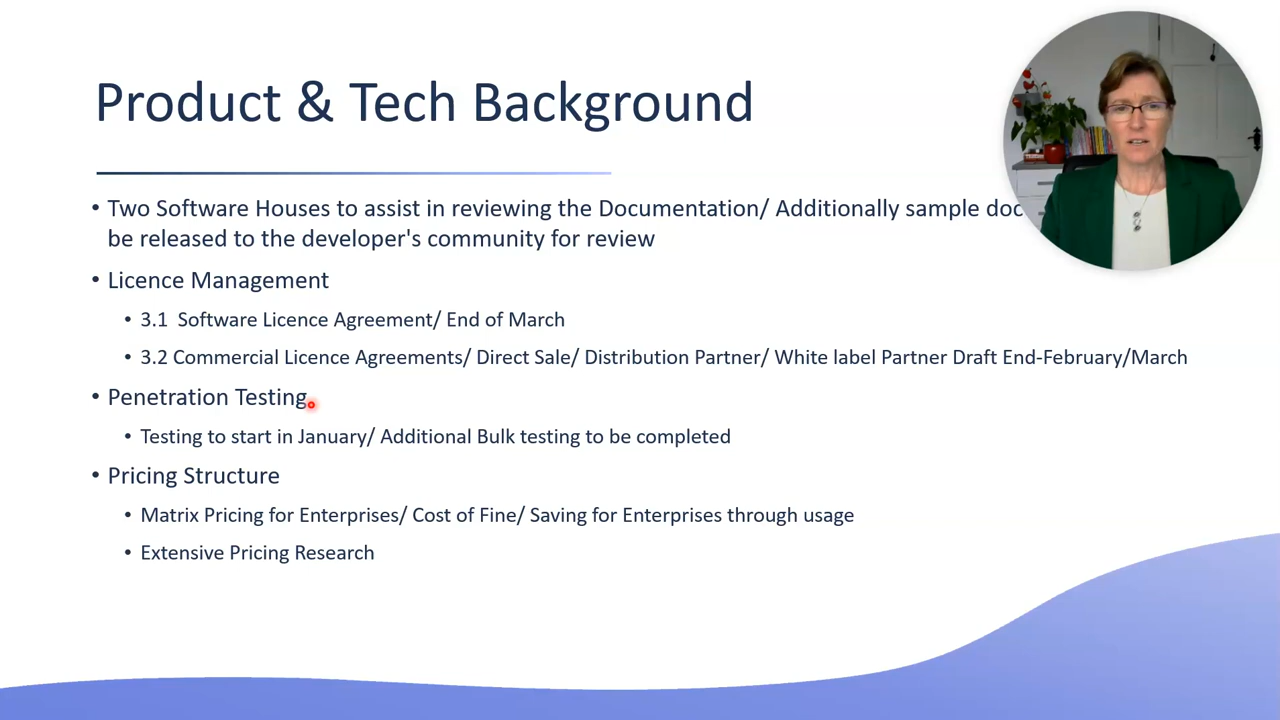 Product & Tech Background
• Two Software Houses to assist in reviewing the Documentation/ Additionally sample doc
be released to the developer's community for review
• Licence Management
• 3.1  Software Licence Agreement/ End of March
• 3.2 Commercial Licence Agreements/ Direct Sale/ Distribution Partner/ White label Partner Draft End-February/March
• Penetration Testing
• Testing to start in January/ Additional Bulk testing to be completed
• Pricing Structure
• Matrix Pricing for Enterprises/ Cost of Fine/ Saving for Enterprises through usage
• Extensive Pricing Research